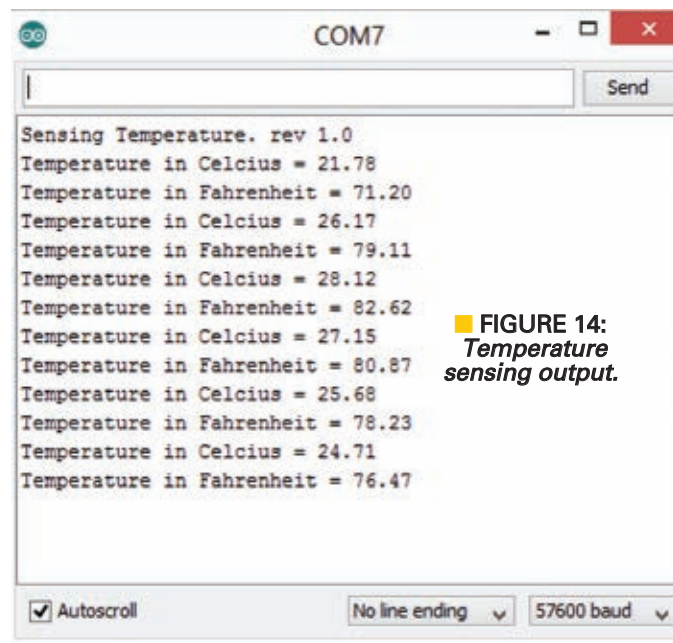 COM7
Send
Sensing Temperature. rev 1.0
Temperature in Celcius = 21.78
Temperature in Fahrenheit = 71.20
Temperature in Celcius = 26.17
Temperature in Fahrenheit = 79.11
Temperature in Celcius = 28.12
Temperature in Fahrenheit = 82.62
Temperature in Celcius = 27.15
Temperature in Fahrenheit = 80.87
Temperature in Celcius = 25.68
Temperature in Fahrenheit = 78.23
Temperature in Celcius = 24.71
Temperature in Fahrenheit = 76.47
FIGURE 14:
Temperature
sensing output.
Autoscroll
No line ending
57600 baud